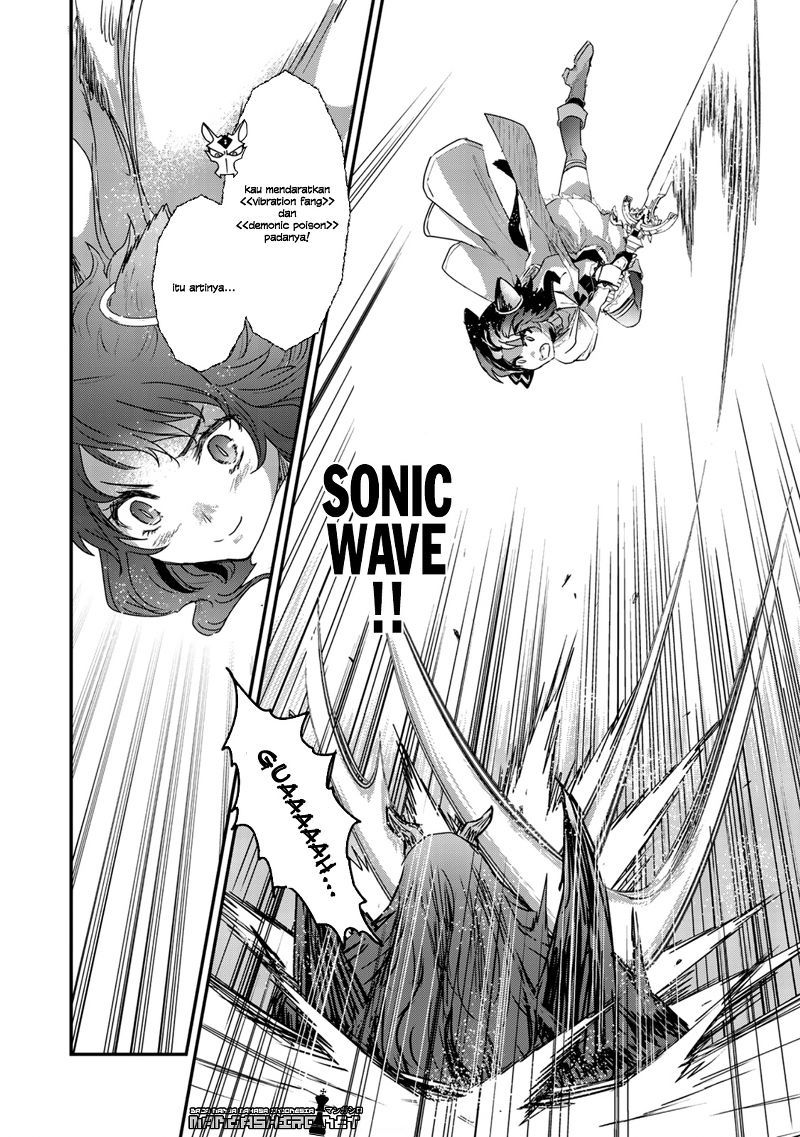 kau mendaratkan
<<vibration fang>>
dan
<<demonic poison>>
padanya!
itu artinya...
SONIC
WAVE
!!
GUAAAAAH...
MANGASHIRO.NET